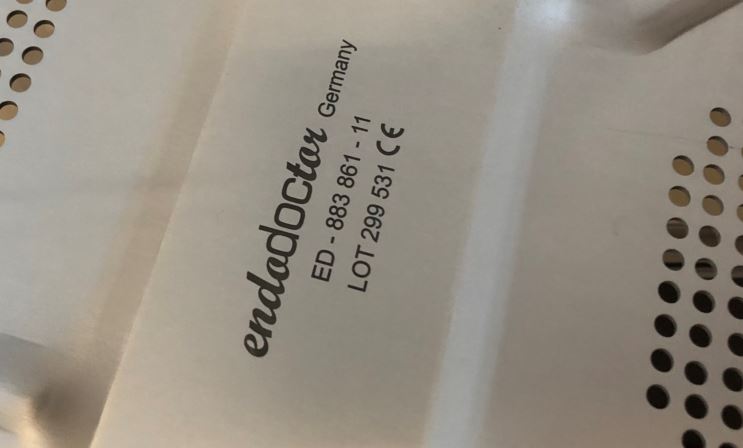 endodoctor Germany
ED - 883 861 - 11
LOT 299 531 CE